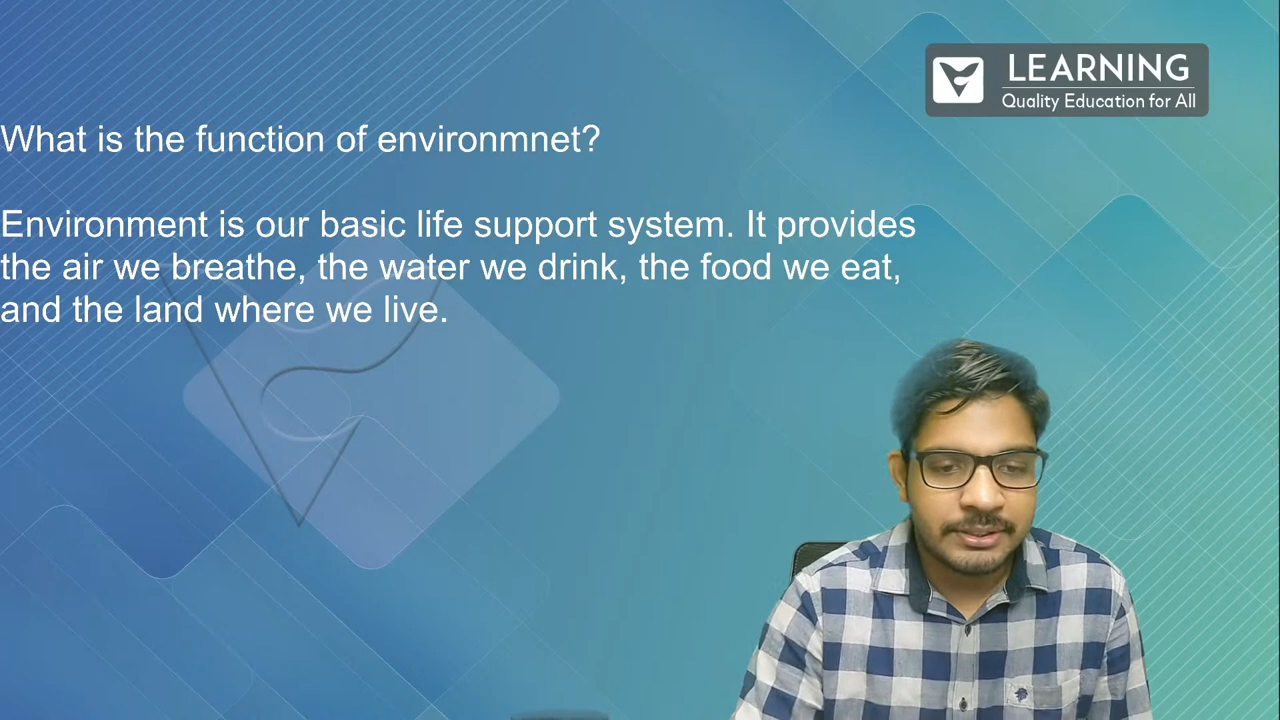 LEARNING
Quality Education for All
What is the function of environmnet?
Environment is our basic life support system. It provides
the air we breathe, the water we drink, the food we eat,
and the land where we live.